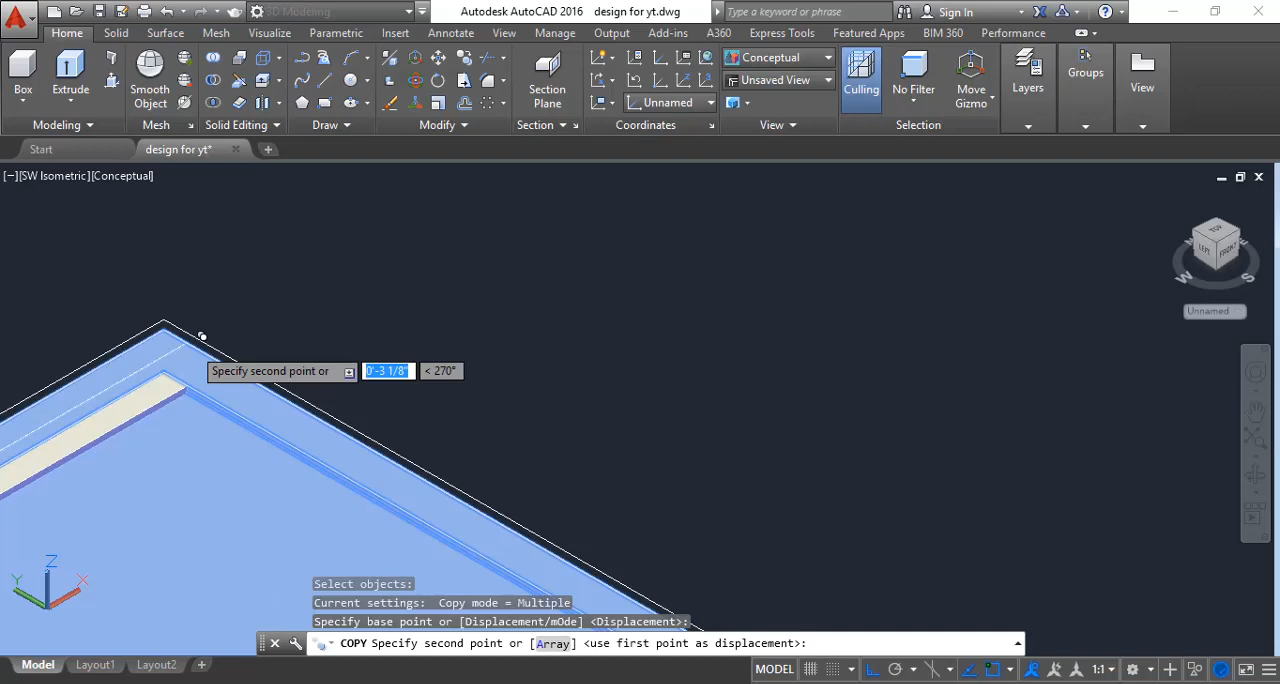 3D Modeling
Autodesk AutoCAD 2016 design for yt.dwg
Type a keyword or phrase
Sign In
Home Solid Surface Mesh Visualize Parametric Insert Annotate View Manage Output Add-ins A360 Express Tools Featured Apps BIM 360 Performance
Box
Extrude
Smooth
Object
Section
Plane
Conceptual
Unsaved View
Unnamed
Culling
No Filter
Move
Gizmo
Layers
Groups
View
Modeling
Mesh
Solid Editing
Draw
Modify
Section
Coordinates
View
Selection
Start
design for yt*
[−][SW Isometric][Conceptual]
TOP
LEFT
FRONT
W
S
Unnamed
Specify second point or
0'-3 1/8"
< 270°
Z
Y
X
Select objects:
Current settings: Copy mode = Multiple
Specify base point or [Displacement/mOde] <Displacement>:
COPY Specify second point or [Array] <use first point as displacement>:
Model Layout1 Layout2
MODEL
1:1